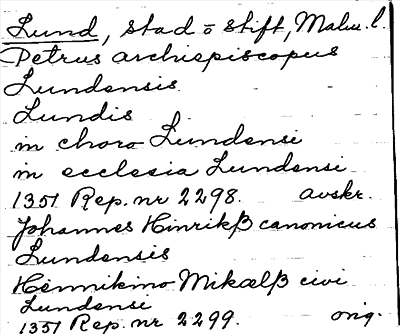 Lund, stad o stift, Malm. l.
Petrus archiepiscopus
Lundensis
Lundis
in choro Lundensi
in ecclesia Lundensi
1351 Rep. nr 2298. avskr.
Johannes Hinrikß canonicus
Lundensis
Hennikino Mikælß civi
Lundensi
1351 Rep. nr 2299. orig.